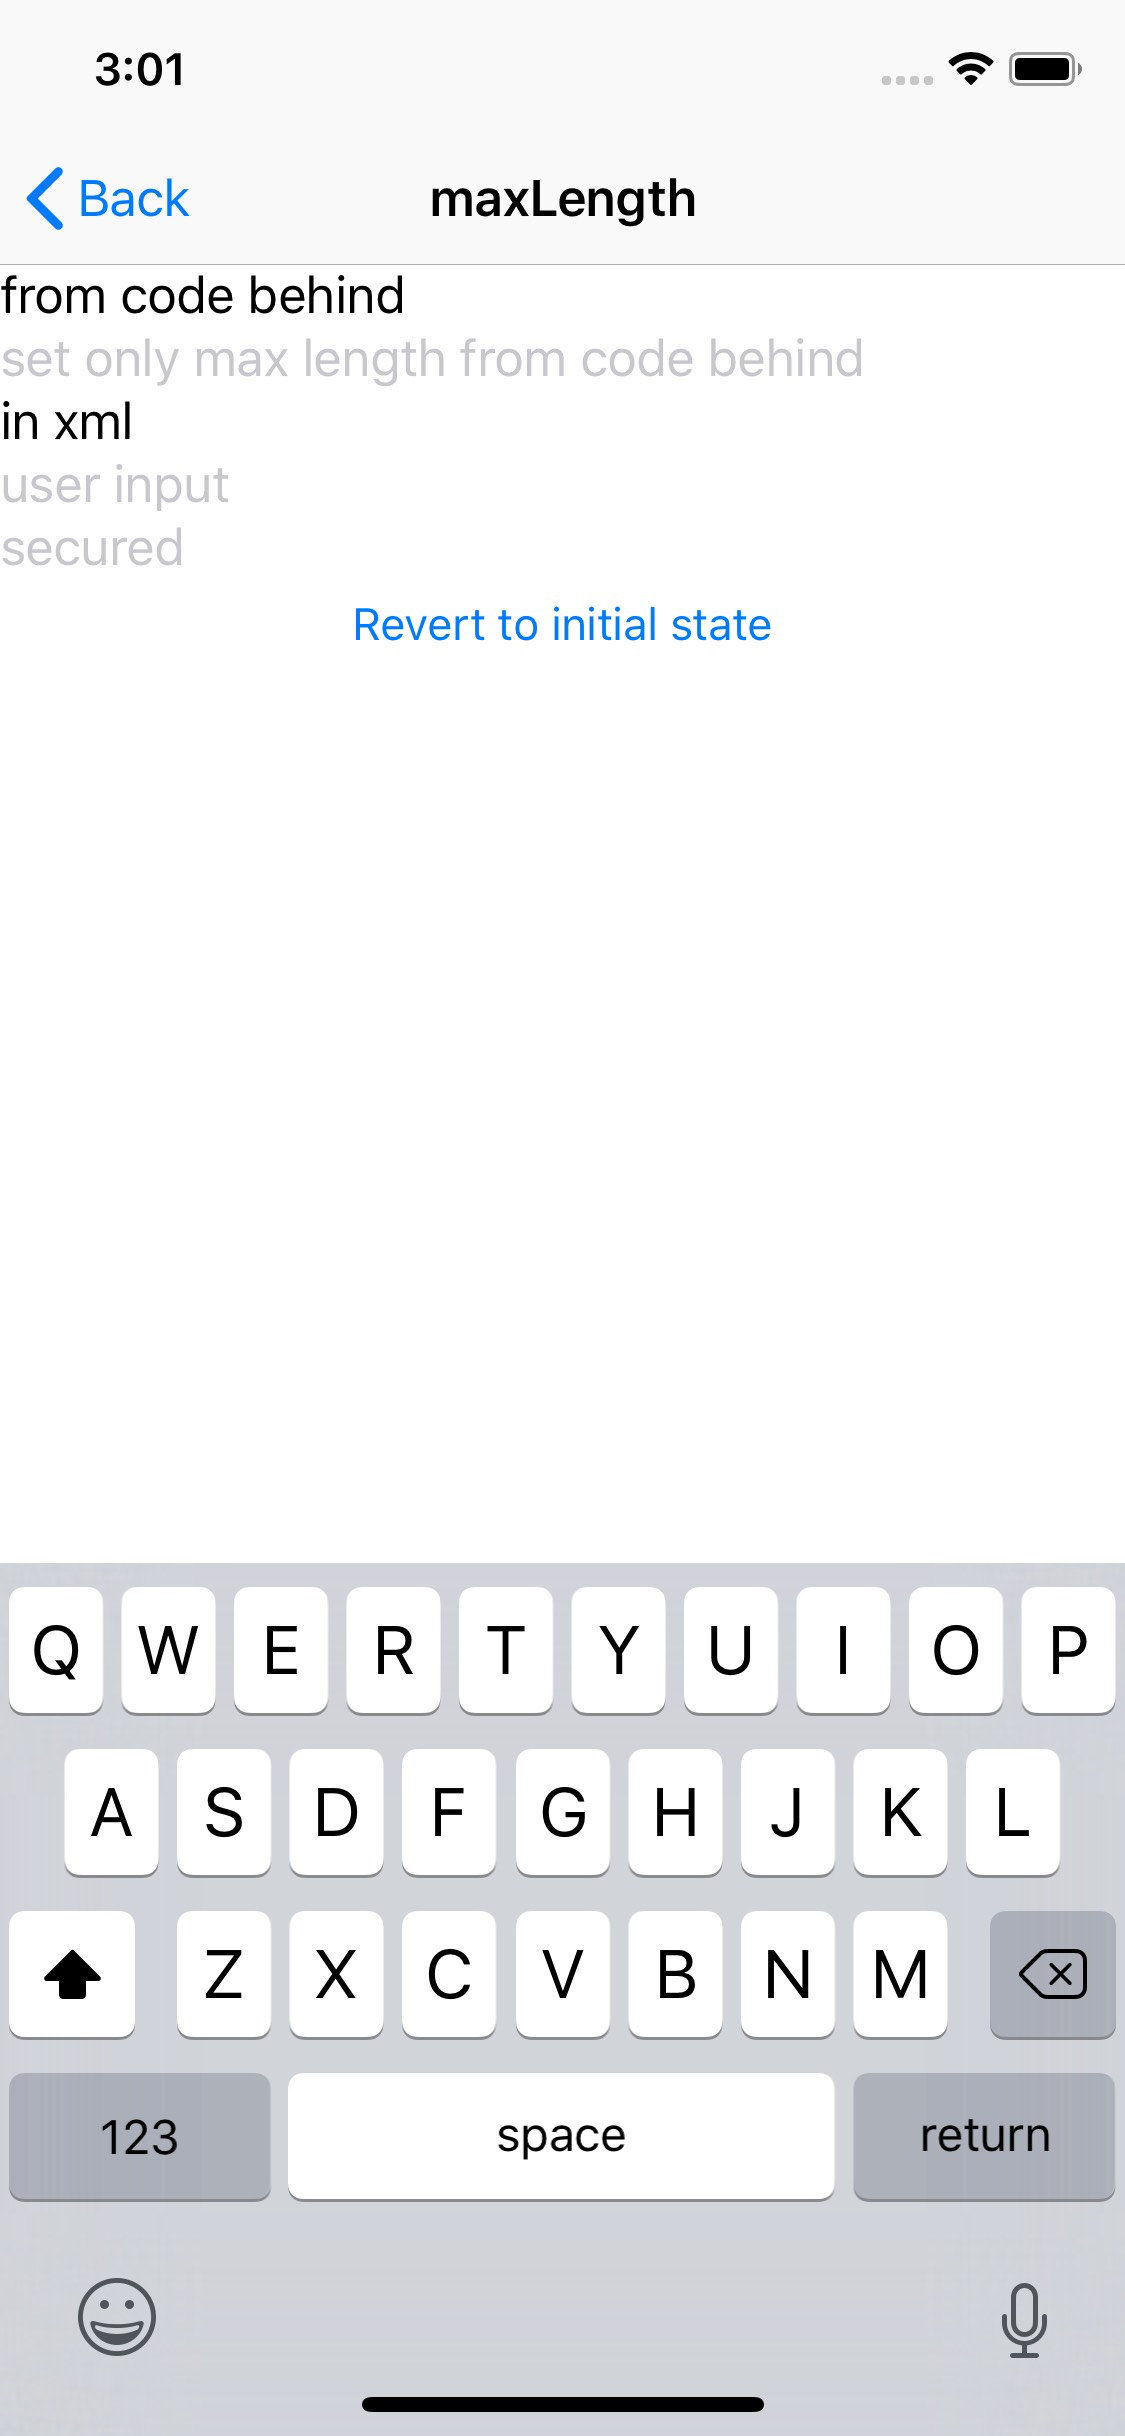 3:01
Back
maxLength
from code behind
set only max length from code behind
in xml
user input
secured
Revert to initial state
Q W E R T Y U I O P
A S D F G H J K L
Z X C V B N M
123 space return